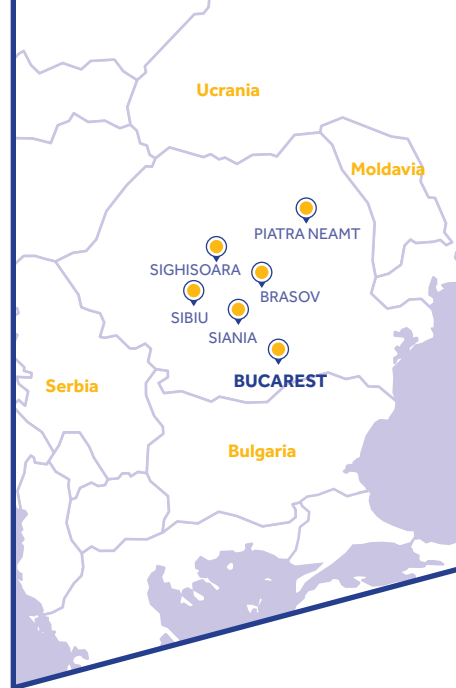 Ucrania
Moldavia
PIATRA NEAMT
SIGHISOARA
BRASOV
SIBIU
SIANIA
BUCAREST
Serbia
Bulgaria